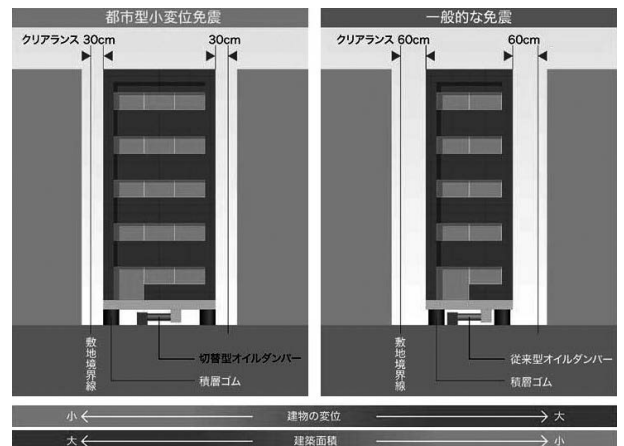 都市型小変位免震
クリアランス 30cm
30cm
敷地境界線
切替型オイルダンパー
積層ゴム
一般的な免震
クリアランス 60cm
60cm
敷地境界線
従来型オイルダンパー
積層ゴム
小 建物の変位 大
大 建築面積 小